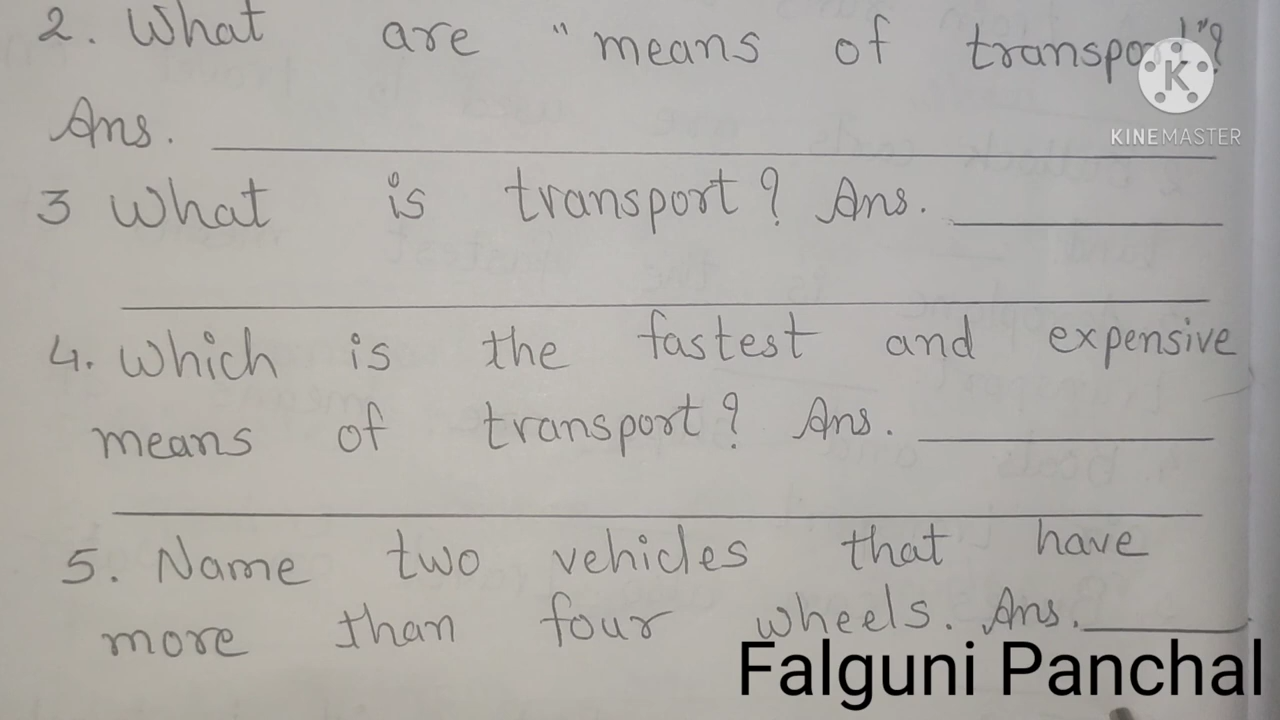 2. What are "means of transport"?
KINEMASTER
Ans.
3 What is transport? Ans.
4. Which is the fastest and expensive
means of transport? Ans.
5. Name two vehicles that have
more than four wheels. Ans.
Falguni Panchal